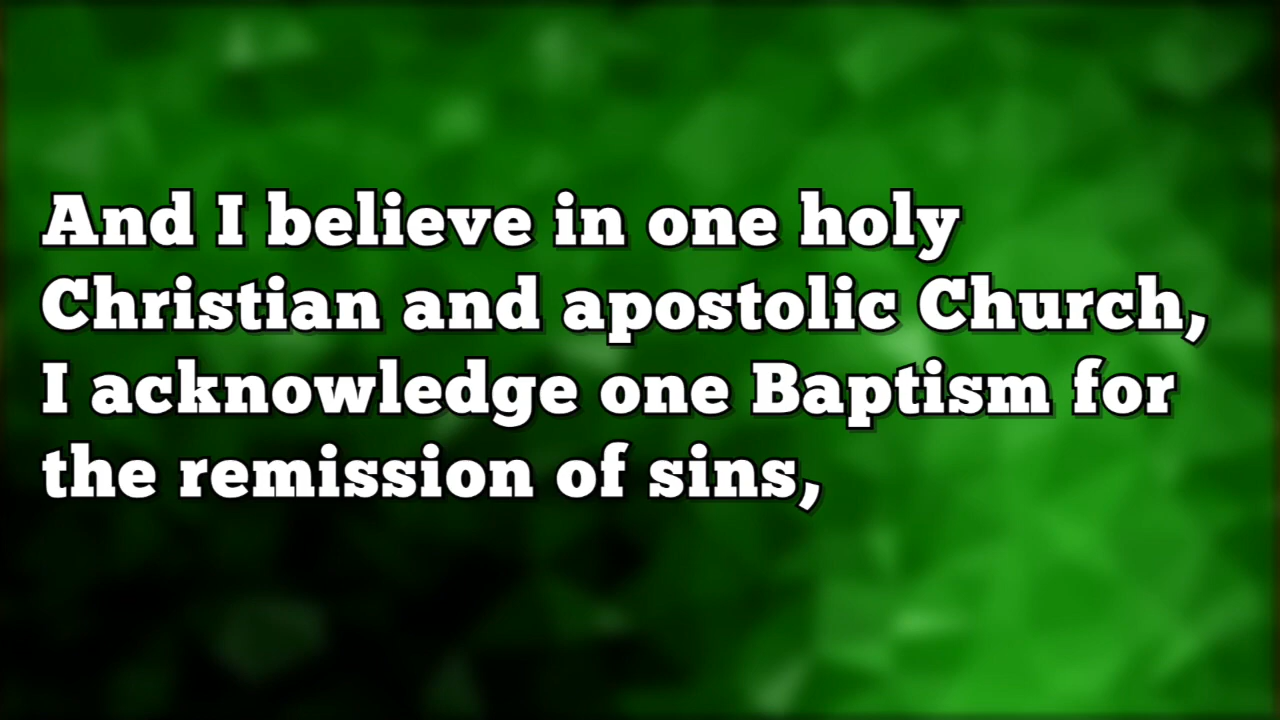 And I believe in one holy
Christian and apostolic Church,
I acknowledge one Baptism for
the remission of sins,